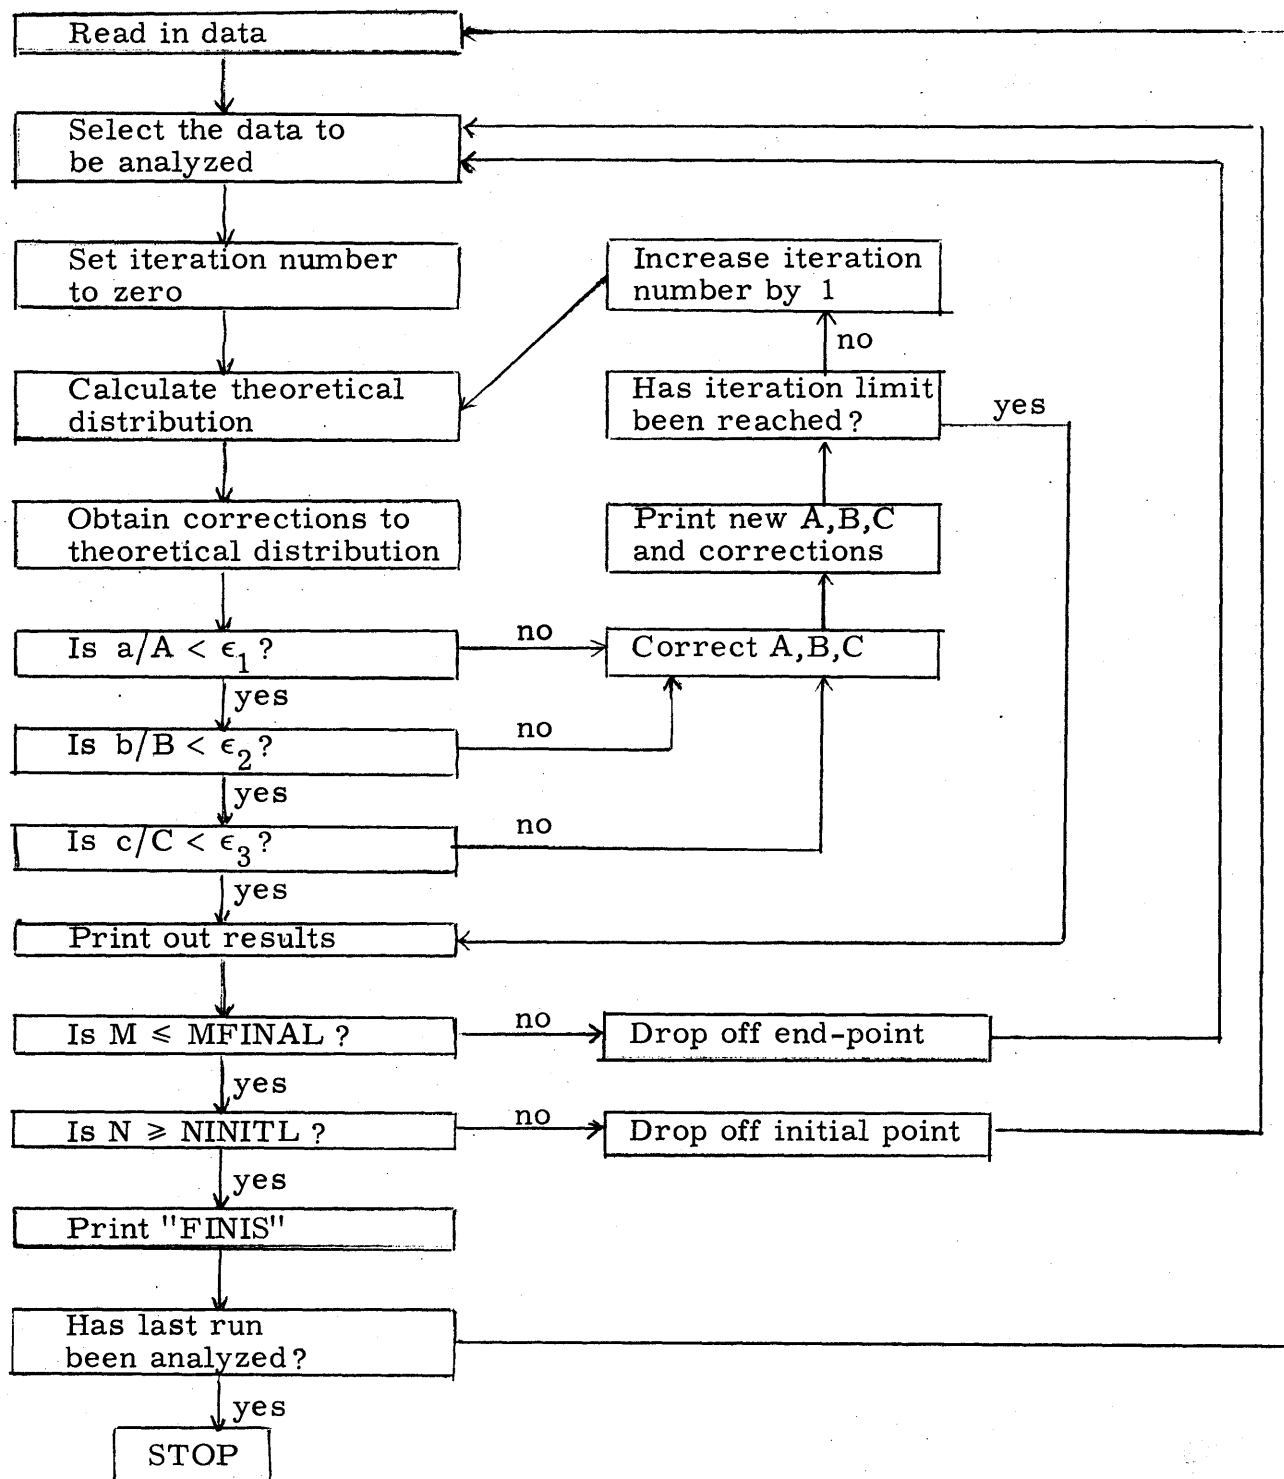 Read in data
Select the data to
be analyzed
Set iteration number
to zero
Increase iteration
number by 1
no
Calculate theoretical
distribution
Has iteration limit
been reached?
yes
Obtain corrections to
theoretical distribution
Print new A,B,C
and corrections
Is a/A < ϵ₁ ?
no
Correct A,B,C
yes
Is b/B < ϵ₂ ?
no
yes
Is c/C < ϵ₃ ?
no
yes
Print out results
Is M ⩽ MFINAL ?
no
Drop off end-point
yes
Is N ⩾ NINITL ?
no
Drop off initial point
yes
Print "FINIS"
Has last run
been analyzed?
yes
STOP